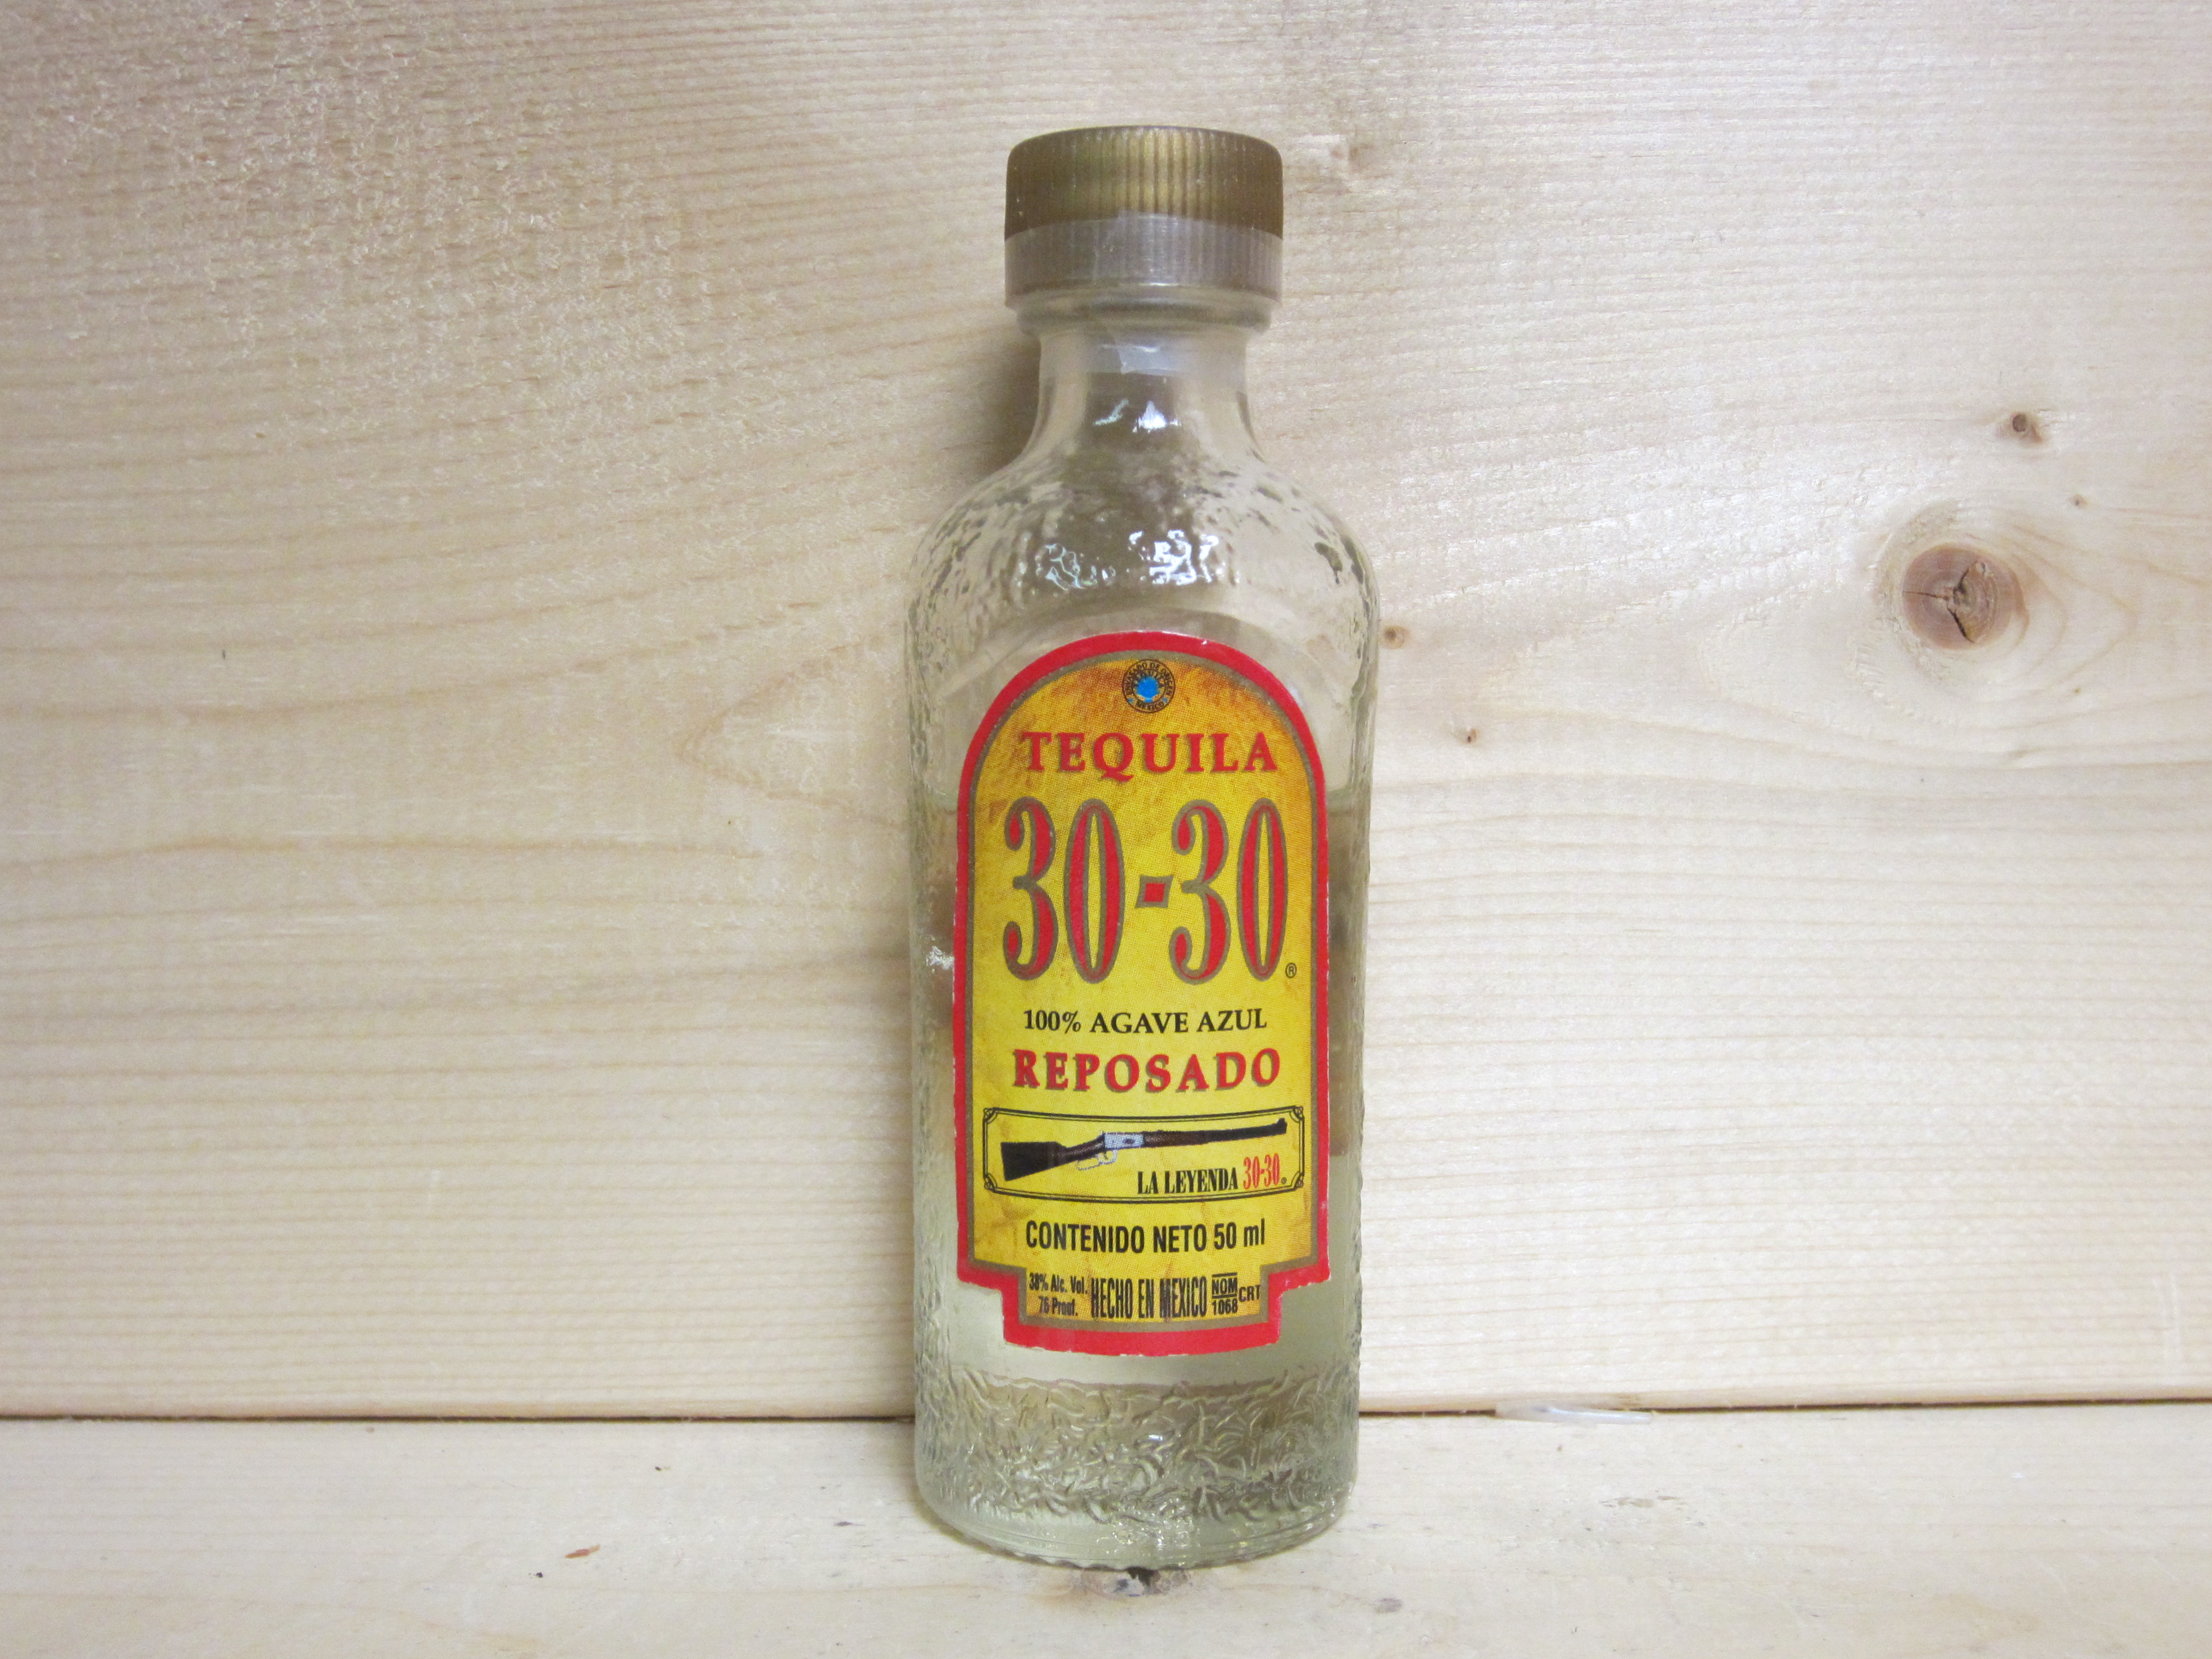 TEQUILA
30-30®
100% AGAVE AZUL
REPOSADO
LA LEYENDA 30-30®
CONTENIDO NETO 50 ml
38% Alc. Vol.
76 Proof.
HECHO EN MEXICO
NOM
1068
CRT